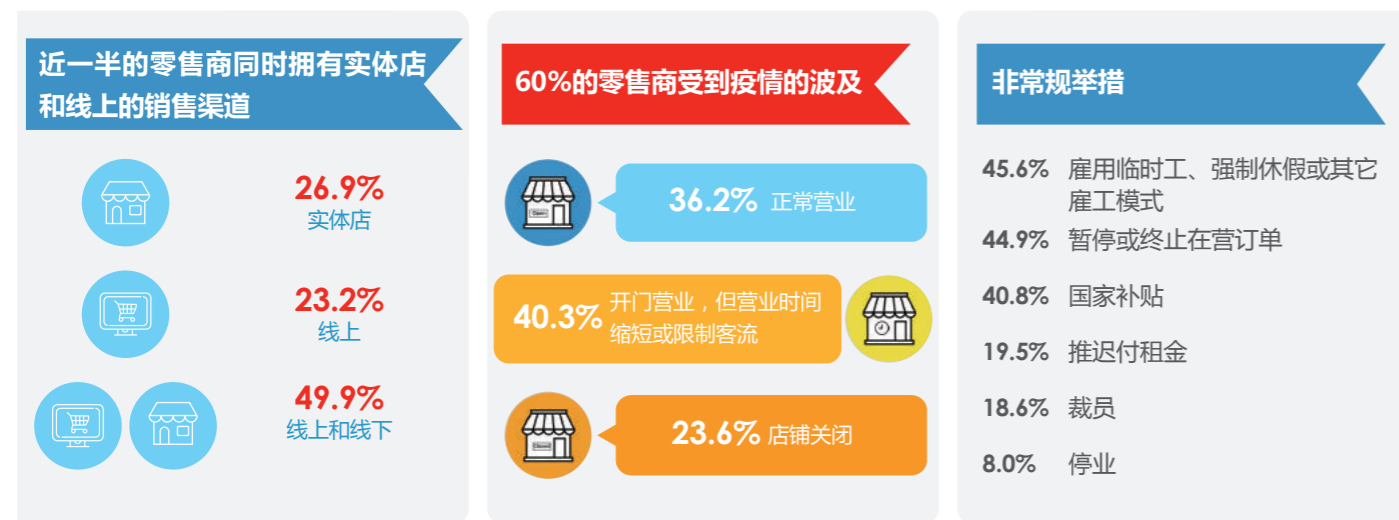 近一半的零售商同时拥有实体店
和线上的销售渠道
26.9%
实体店
23.2%
线上
49.9%
线上和线下
60%的零售商受到疫情的波及
36.2% 正常营业
40.3% 开门营业，但营业时间
缩短或限制客流
23.6% 店铺关闭
非常规举措
45.6% 雇用临时工、强制休假或其它
雇工模式
44.9% 暂停或终止在营订单
40.8% 国家补贴
19.5% 推迟付租金
18.6% 裁员
8.0% 停业